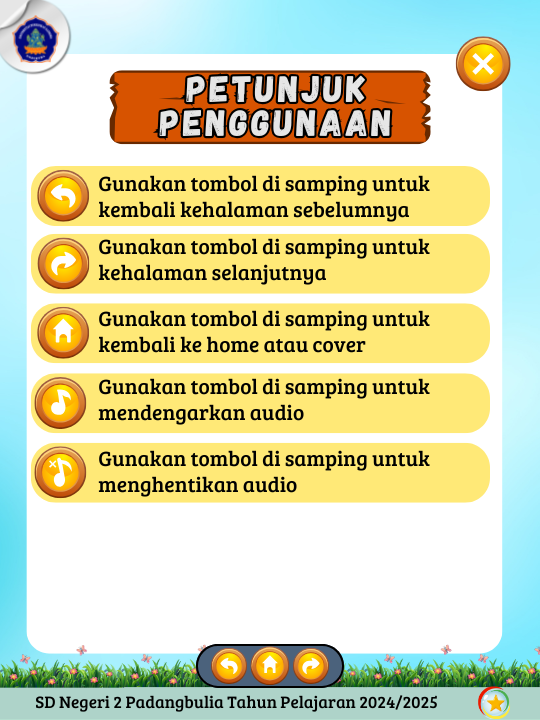 PETUNJUK
PENGGUNAAN
Gunakan tombol di samping untuk
kembali kehalaman sebelumnya
Gunakan tombol di samping untuk
kehalaman selanjutnya
Gunakan tombol di samping untuk
kembali ke home atau cover
Gunakan tombol di samping untuk
mendengarkan audio
Gunakan tombol di samping untuk
menghentikan audio
SD Negeri 2 Padangbulia Tahun Pelajaran 2024/2025